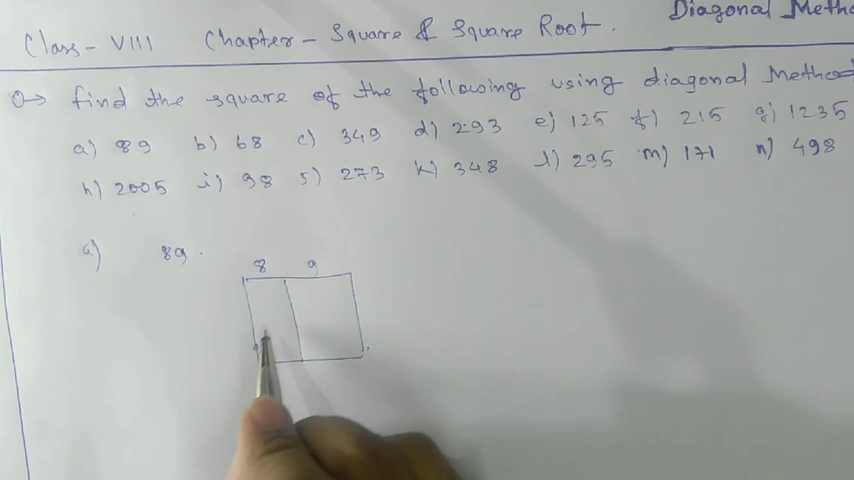 Diagonal Metho
Class - VIII Chapter - Square & Square Root.
Q→ find the square of the following using diagonal Method
a) 89 b) 68 c) 349 d) 293 e) 125 f) 215 g) 1235
h) 2005 i) 98 j) 273 k) 348 l) 295 m) 171 n) 498
a) 89.
8 9